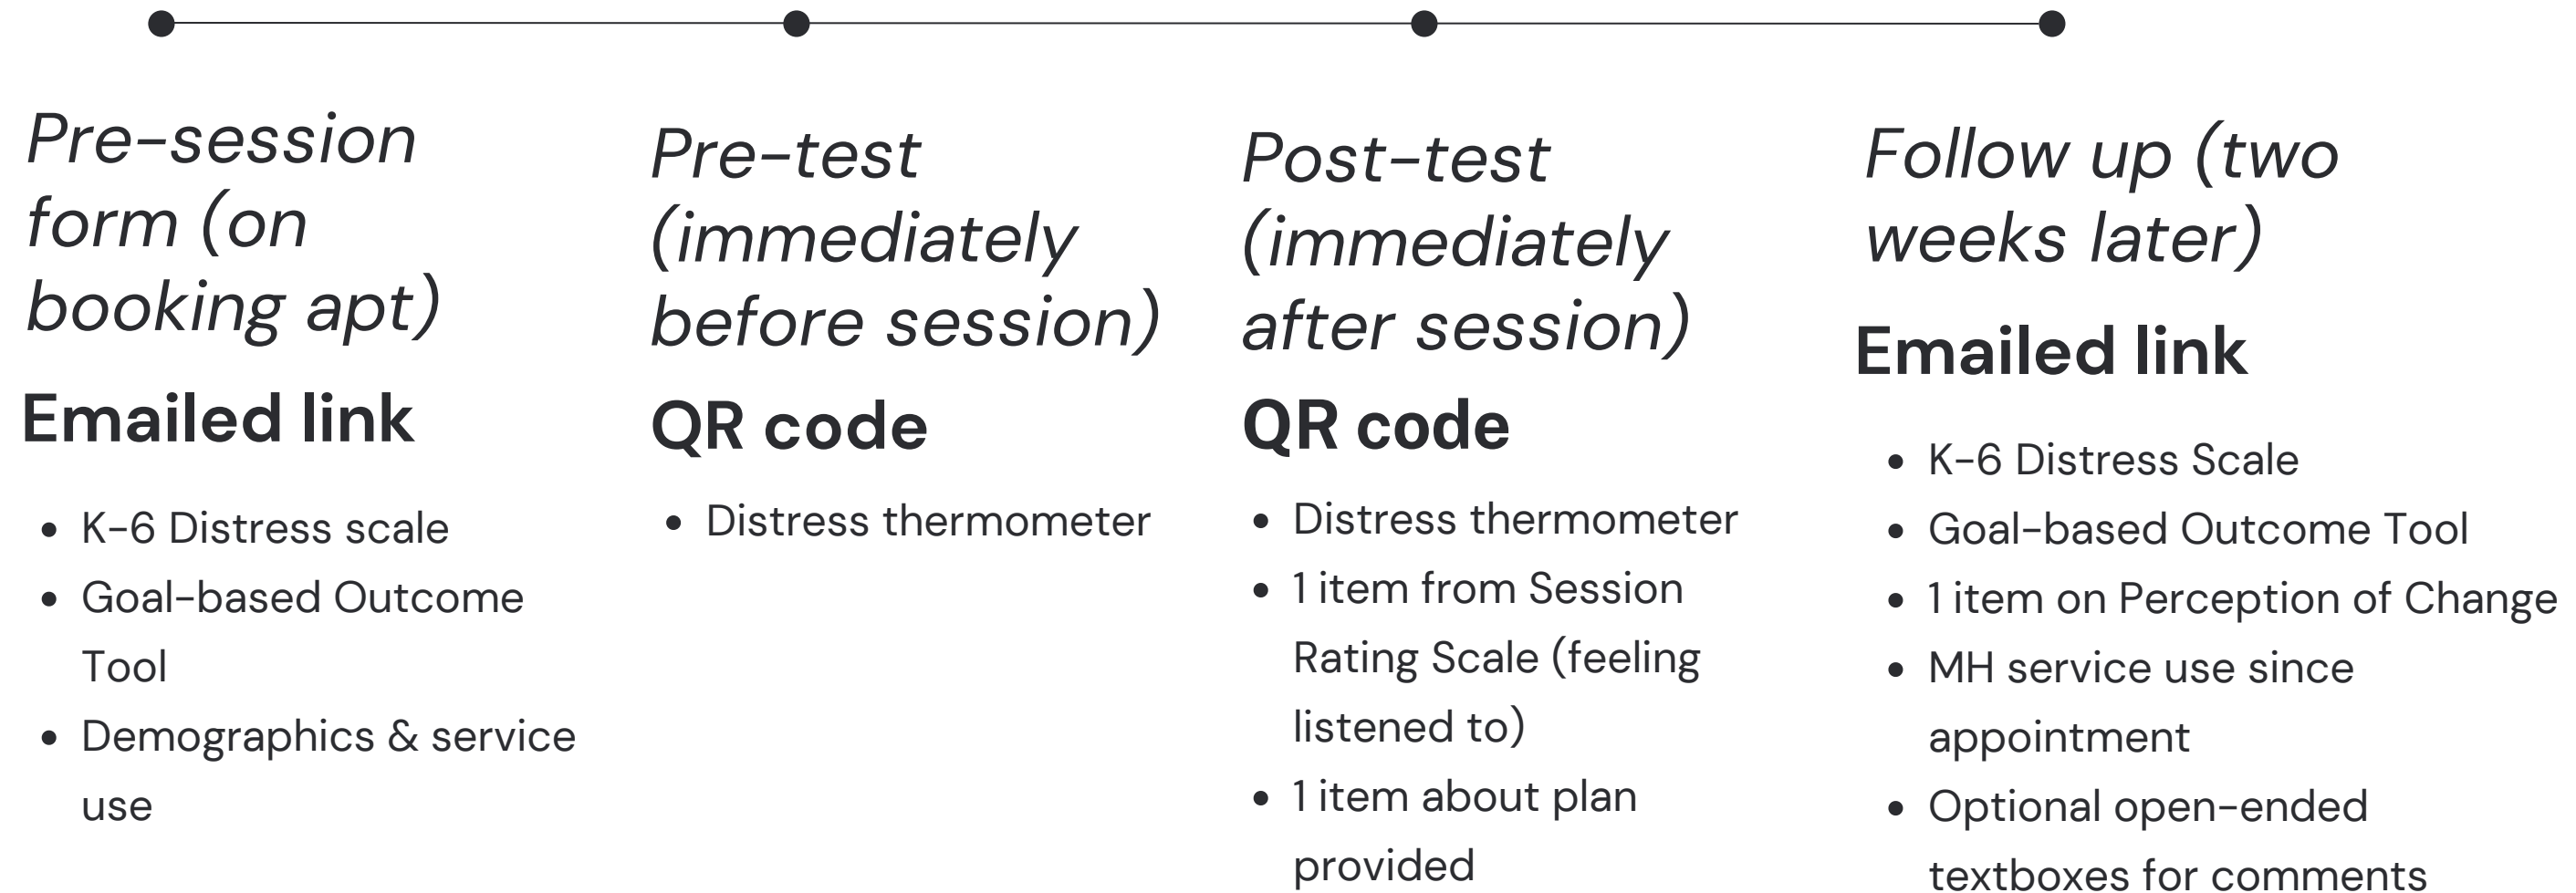 Pre-session
form (on
booking apt)
Emailed link
• K-6 Distress scale
• Goal-based Outcome
Tool
• Demographics & service
use
Pre-test
(immediately
before session)
QR code
• Distress thermometer
Post-test
(immediately
after session)
QR code
• Distress thermometer
• 1 item from Session
Rating Scale (feeling
listened to)
• 1 item about plan
provided
Follow up (two
weeks later)
Emailed link
• K-6 Distress Scale
• Goal-based Outcome Tool
• 1 item on Perception of Change
• MH service use since
appointment
• Optional open-ended
textboxes for comments